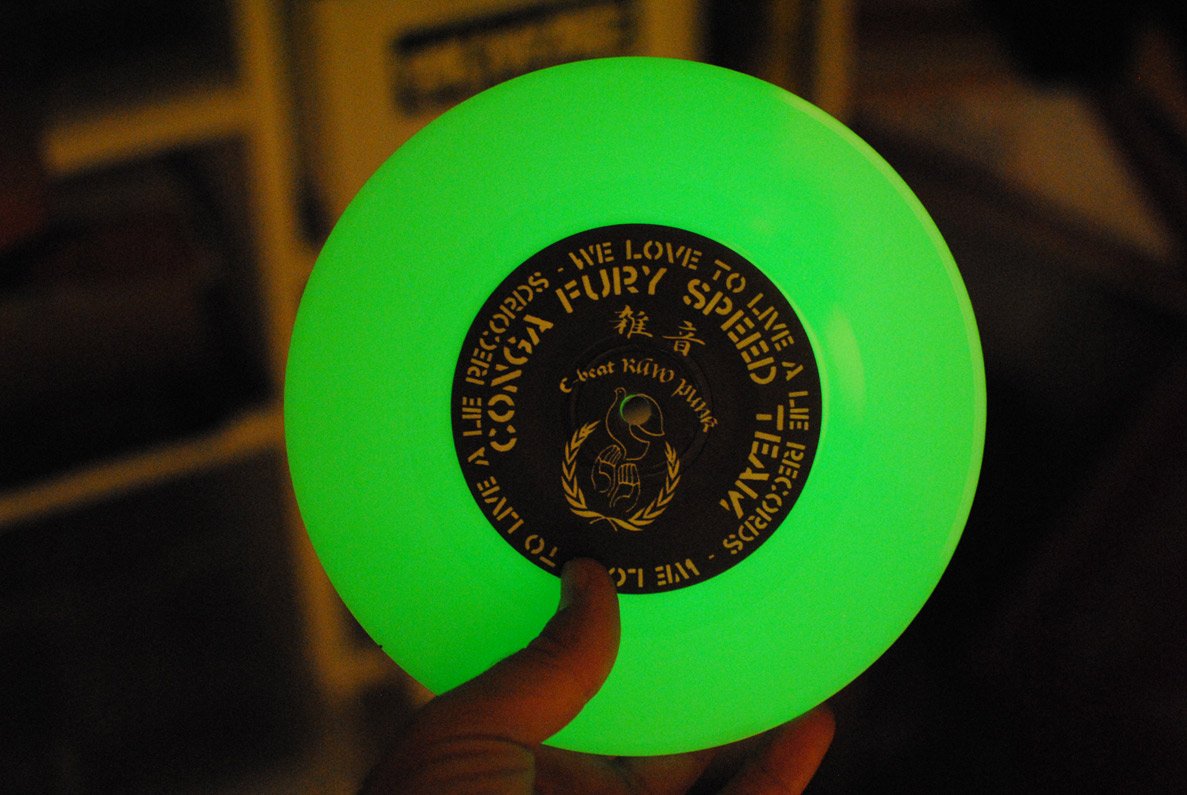 WE LOVE TO LIVE A LIE RECORDS - WE LO TO LIVE A LIE RECORDS -
CONGA FURY SPEED TEAM,
雑音
C-beat RAW PUNK